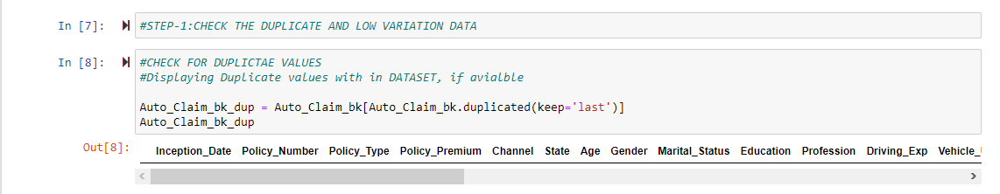 In [7]: #STEP-1:CHECK THE DUPLICATE AND LOW VARIATION DATA
In [8]: #CHECK FOR DUPLICTAE VALUES
#Displaying Duplicate values with in DATASET, if avialble
Auto_Claim_bk_dup = Auto_Claim_bk[Auto_Claim_bk.duplicated(keep='last')]
Auto_Claim_bk_dup
Out[8]: Inception_Date Policy_Number Policy_Type Policy_Premium Channel State Age Gender Marital_Status Education Profession Driving_Exp Vehicle_